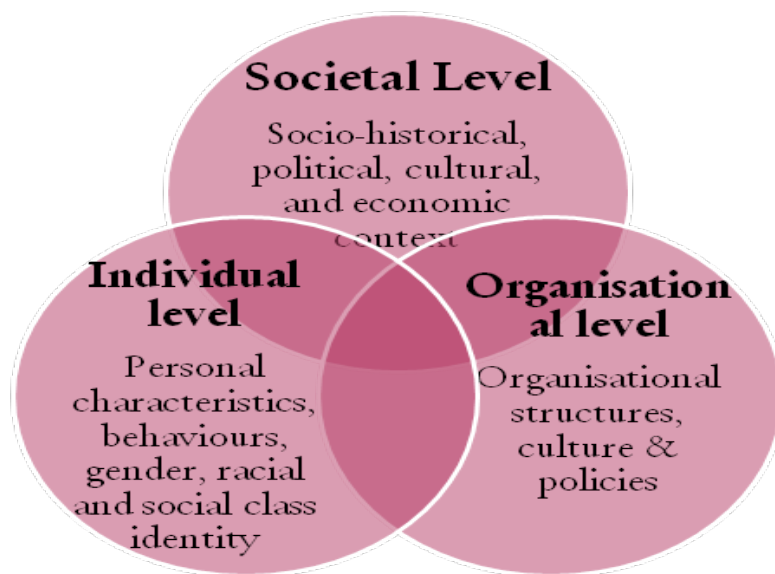 Societal Level
Socio-historical,
political, cultural,
and economic
context
Individual
level
Personal
characteristics,
behaviours,
gender, racial
and social class
identity
Organisation
al level
Organisational
structures,
culture &
policies